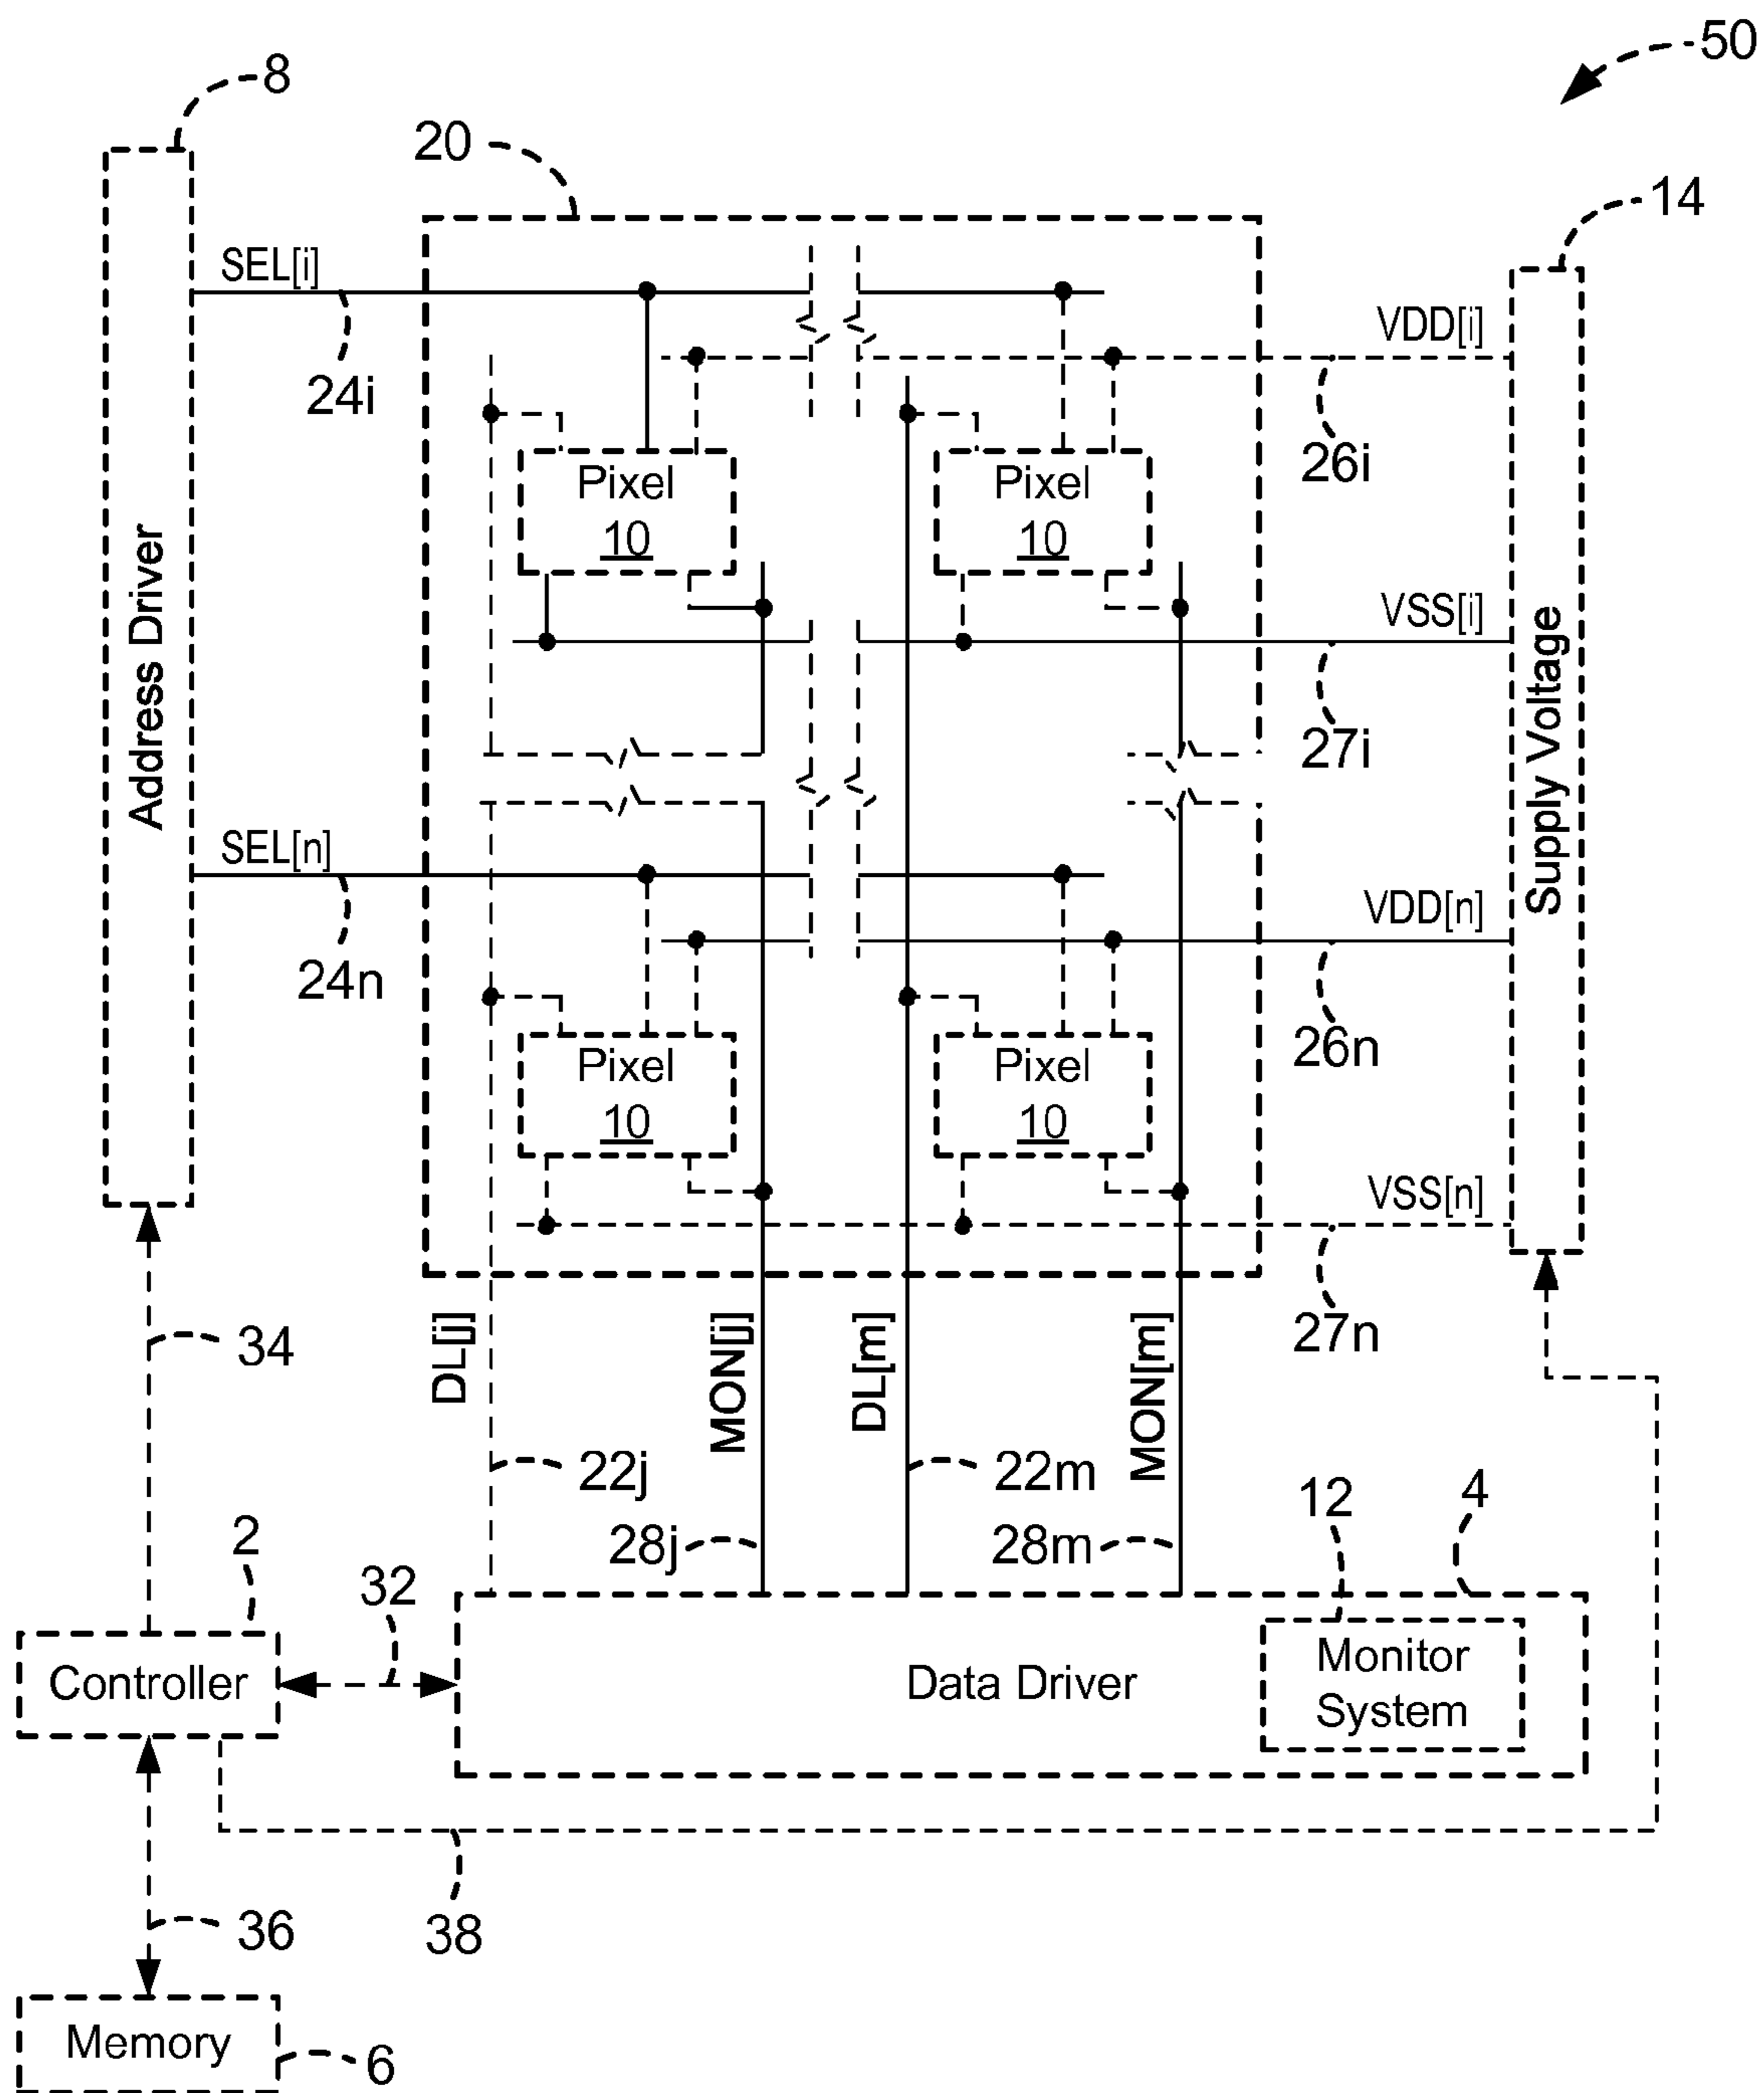 50
8
20
14
SEL[i]
VDD[i]
24i
26i
Pixel
10
Pixel
10
Address Driver
VSS[i]
27i
Supply Voltage
SEL[n]
VDD[n]
24n
26n
Pixel
10
Pixel
10
VSS[n]
27n
34
DL[j]
MON[j]
DL[m]
MON[m]
22j
22m
28j
28m
12
4
2
32
Controller
Data Driver
Monitor
System
36
38
Memory
6